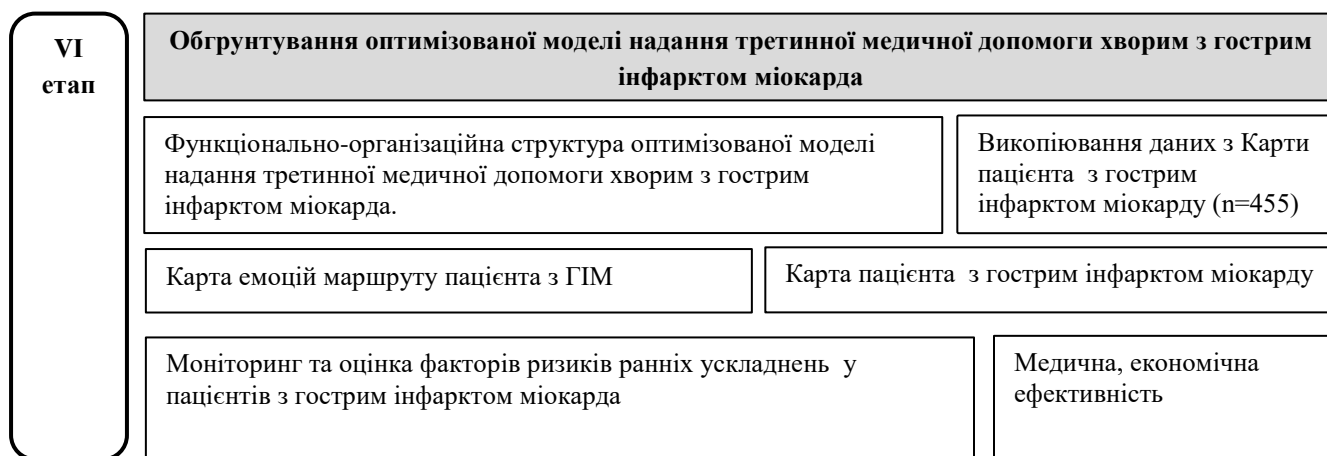 VI
етап
Обгрунтування оптимізованої моделі надання третинної медичної допомоги хворим з гострим
інфарктом міокарда
Функціонально-організаційна структура оптимізованої моделі
надання третинної медичної допомоги хворим з гострим
інфарктом міокарда.
Викопіювання даних з Карти
пацієнта з гострим
інфарктом міокарду (n=455)
Карта емоцій маршруту пацієнта з ГІМ
Карта пацієнта з гострим інфарктом міокарду
Моніторинг та оцінка факторів ризиків ранніх ускладнень у
пацієнтів з гострим інфарктом міокарда
Медична, економічна
ефективність